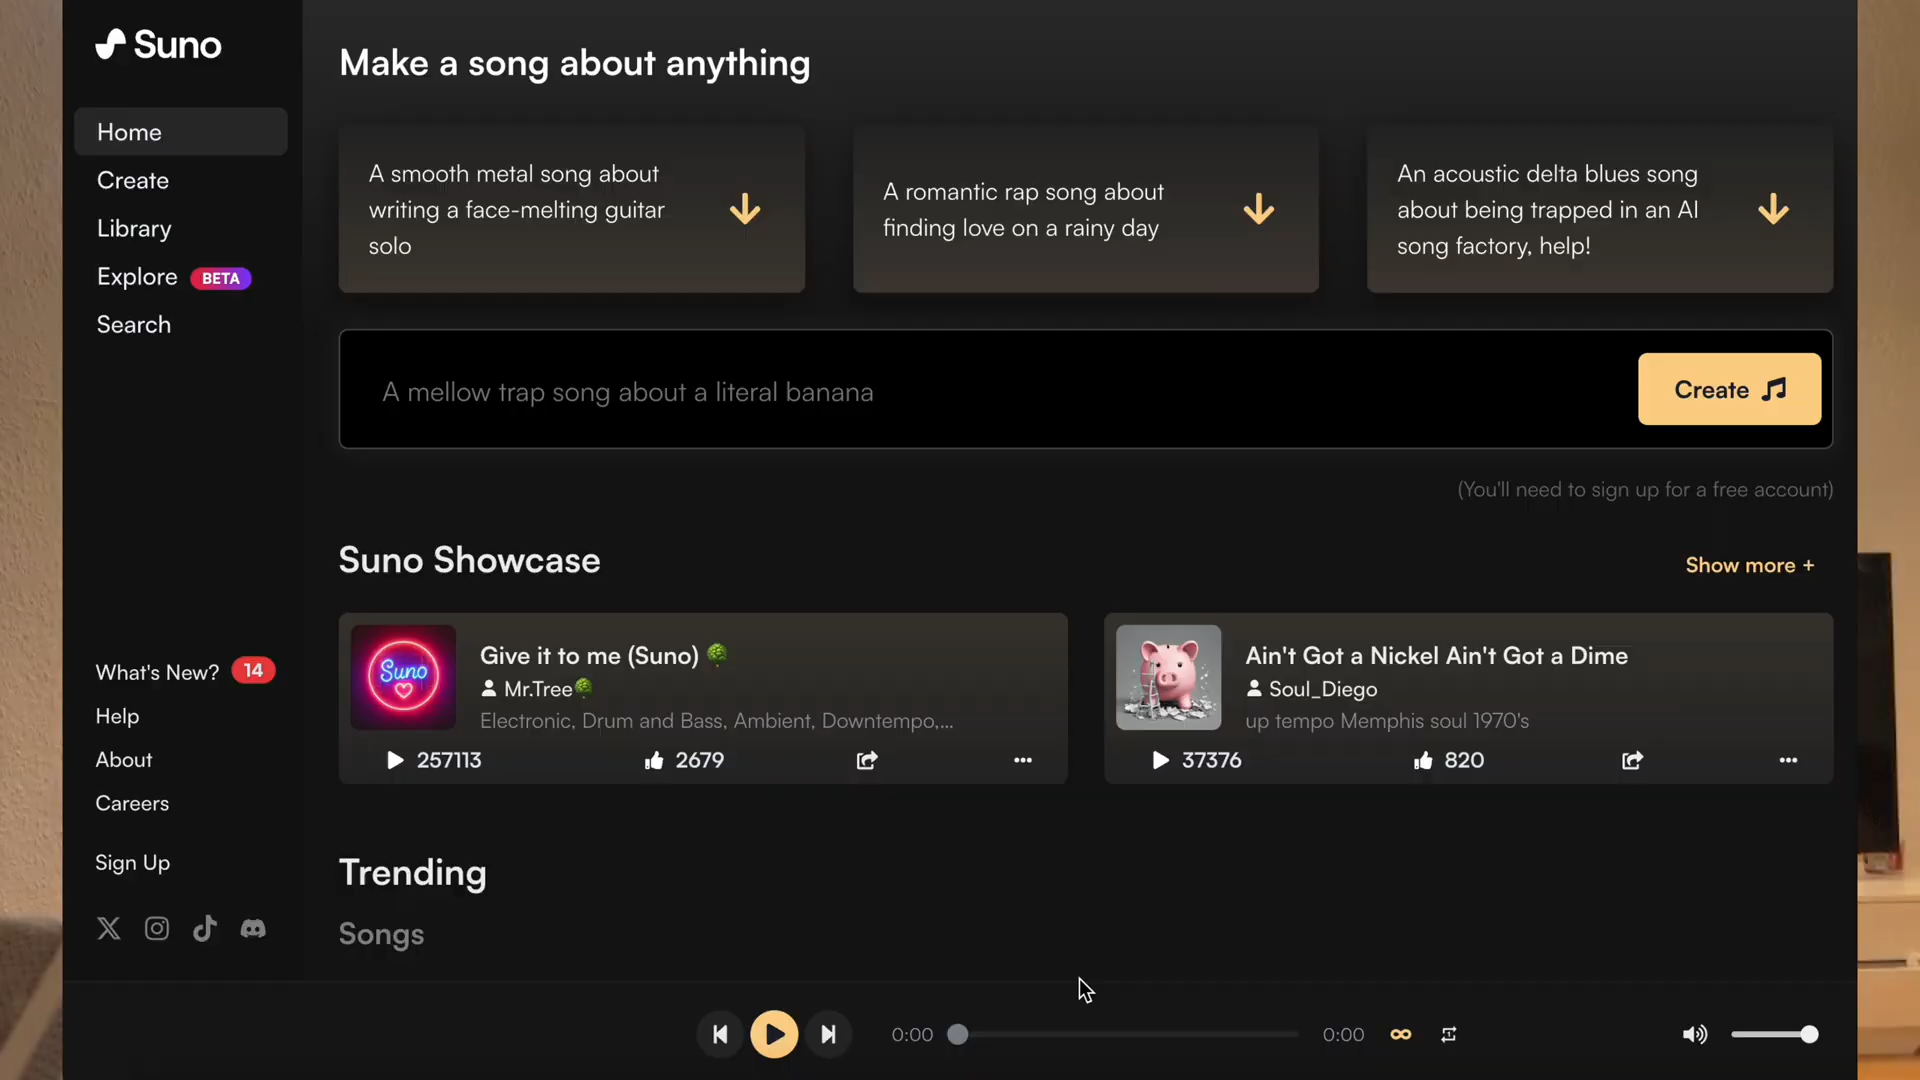 Suno
Home
Create
Library
Explore BETA
Search
What's New? 14
Help
About
Careers
Sign Up
Make a song about anything
A smooth metal song about
writing a face-melting guitar
solo
A romantic rap song about
finding love on a rainy day
An acoustic delta blues song
about being trapped in an AI
song factory, help!
A mellow trap song about a literal banana
Create
(You'll need to sign up for a free account)
Suno Showcase
Show more +
Suno
Give it to me (Suno)
Mr.Tree
Electronic, Drum and Bass, Ambient, Downtempo,...
257113
2679
Ain't Got a Nickel Ain't Got a Dime
Soul_Diego
up tempo Memphis soul 1970's
37376
820
Trending
Songs
0:00
0:00